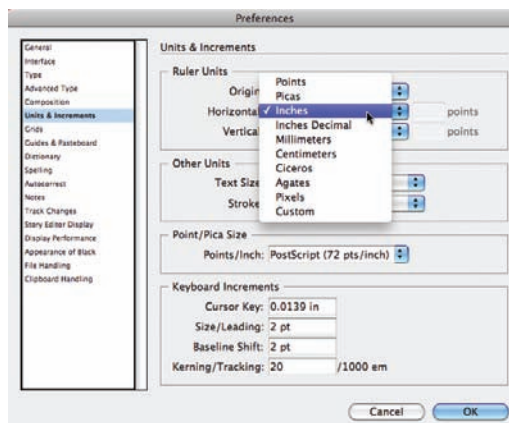 Preferences
General
Interface
Type
Advanced Type
Composition
Units & Increments
Grids
Guides & Pasteboard
Dictionary
Spelling
Autocorrect
Notes
Track Changes
Story Editor Display
Display Performance
Appearance of Black
File Handling
Clipboard Handling
Units & Increments
Ruler Units
Origin
Horizontal
points
Vertical
points
Points
Picas
✓ Inches
Inches Decimal
Millimeters
Centimeters
Ciceros
Agates
Pixels
Custom
Other Units
Text Size
Stroke
Point/Pica Size
Points/Inch: PostScript (72 pts/inch)
Keyboard Increments
Cursor Key: 0.0139 in
Size/Leading: 2 pt
Baseline Shift: 2 pt
Kerning/Tracking: 20 /1000 em
Cancel
OK